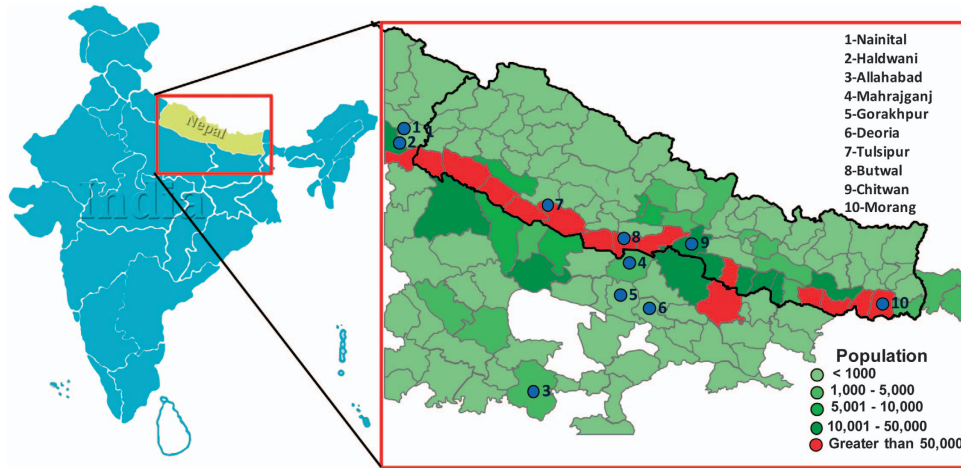 India
Nepal
1
2
1-Nainital
2-Haldwani
3-Allahabad
4-Mahrajganj
5-Gorakhpur
6-Deoria
7-Tulsipur
8-Butwal
9-Chitwan
10-Morang
7
8
9
4
5
6
10
3
Population
< 1000
1,000 - 5,000
5,001 - 10,000
10,001 - 50,000
Greater than 50,000